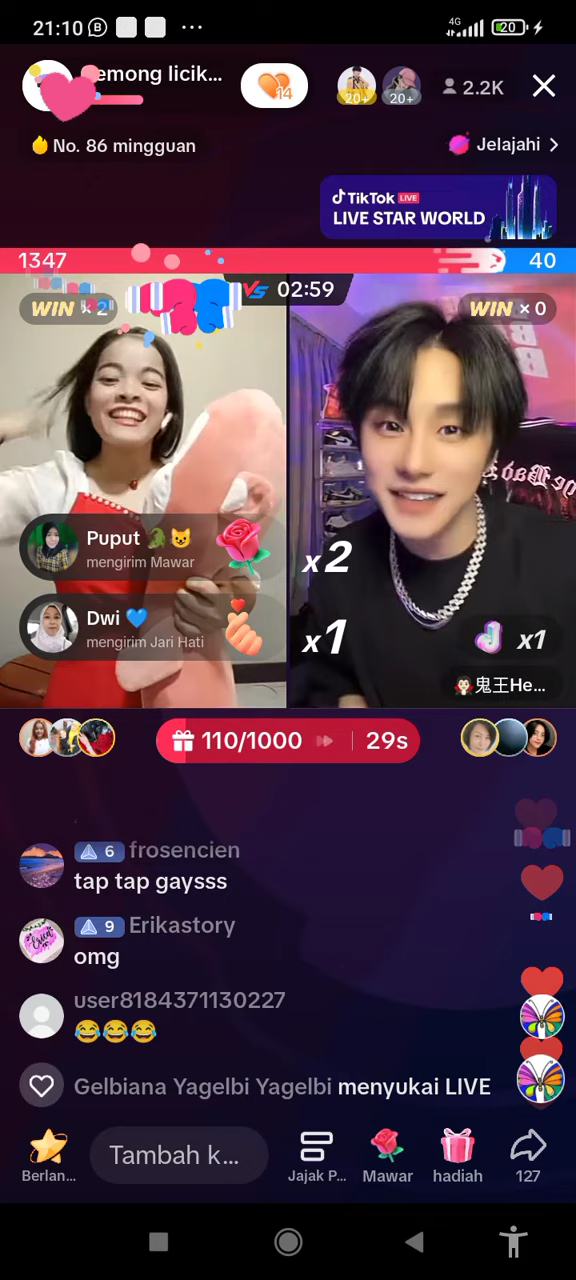 21:10
4G
20
emong licik...
14
20+
20+
2.2K
No. 86 mingguan
Jelajahi
TikTok LIVE
LIVE STAR WORLD
1347
40
WIN × 2
VS 02:59
WIN × 0
Puput
mengirim Mawar
x2
Dwi
mengirim Jari Hati
x1
x1
鬼王He...
110/1000
29s
6 frosencien
tap tap gaysss
9 Erikastory
omg
user8184371130227
😂😂😂
Gelbiana Yagelbi Yagelbi menyukai LIVE
Berlan...
Tambah k...
Jajak P...
Mawar
hadiah
127